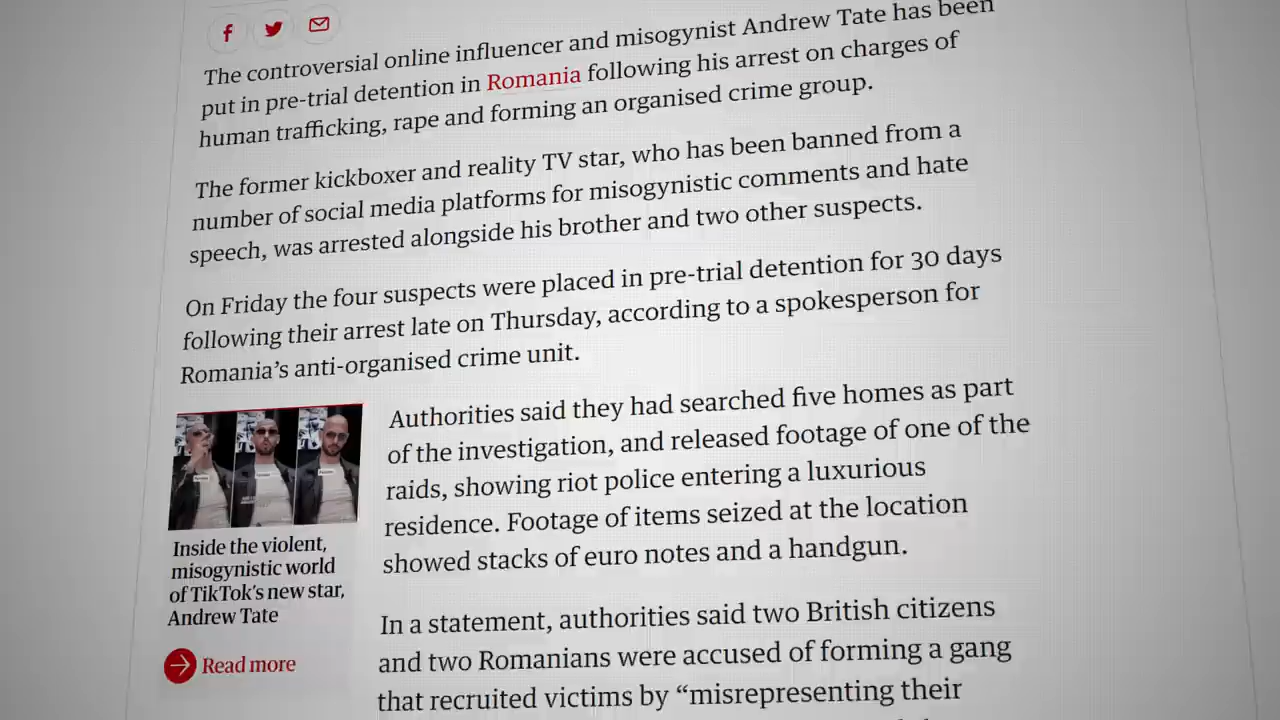 The controversial online influencer and misogynist Andrew Tate has been
put in pre-trial detention in Romania following his arrest on charges of
human trafficking, rape and forming an organised crime group.
The former kickboxer and reality TV star, who has been banned from a
number of social media platforms for misogynistic comments and hate
speech, was arrested alongside his brother and two other suspects.
On Friday the four suspects were placed in pre-trial detention for 30 days
following their arrest late on Thursday, according to a spokesperson for
Romania’s anti-organised crime unit.
Inside the violent,
misogynistic world
of TikTok’s new star,
Andrew Tate
Read more
Authorities said they had searched five homes as part
of the investigation, and released footage of one of the
raids, showing riot police entering a luxurious
residence. Footage of items seized at the location
showed stacks of euro notes and a handgun.
In a statement, authorities said two British citizens
and two Romanians were accused of forming a gang
that recruited victims by “misrepresenting their